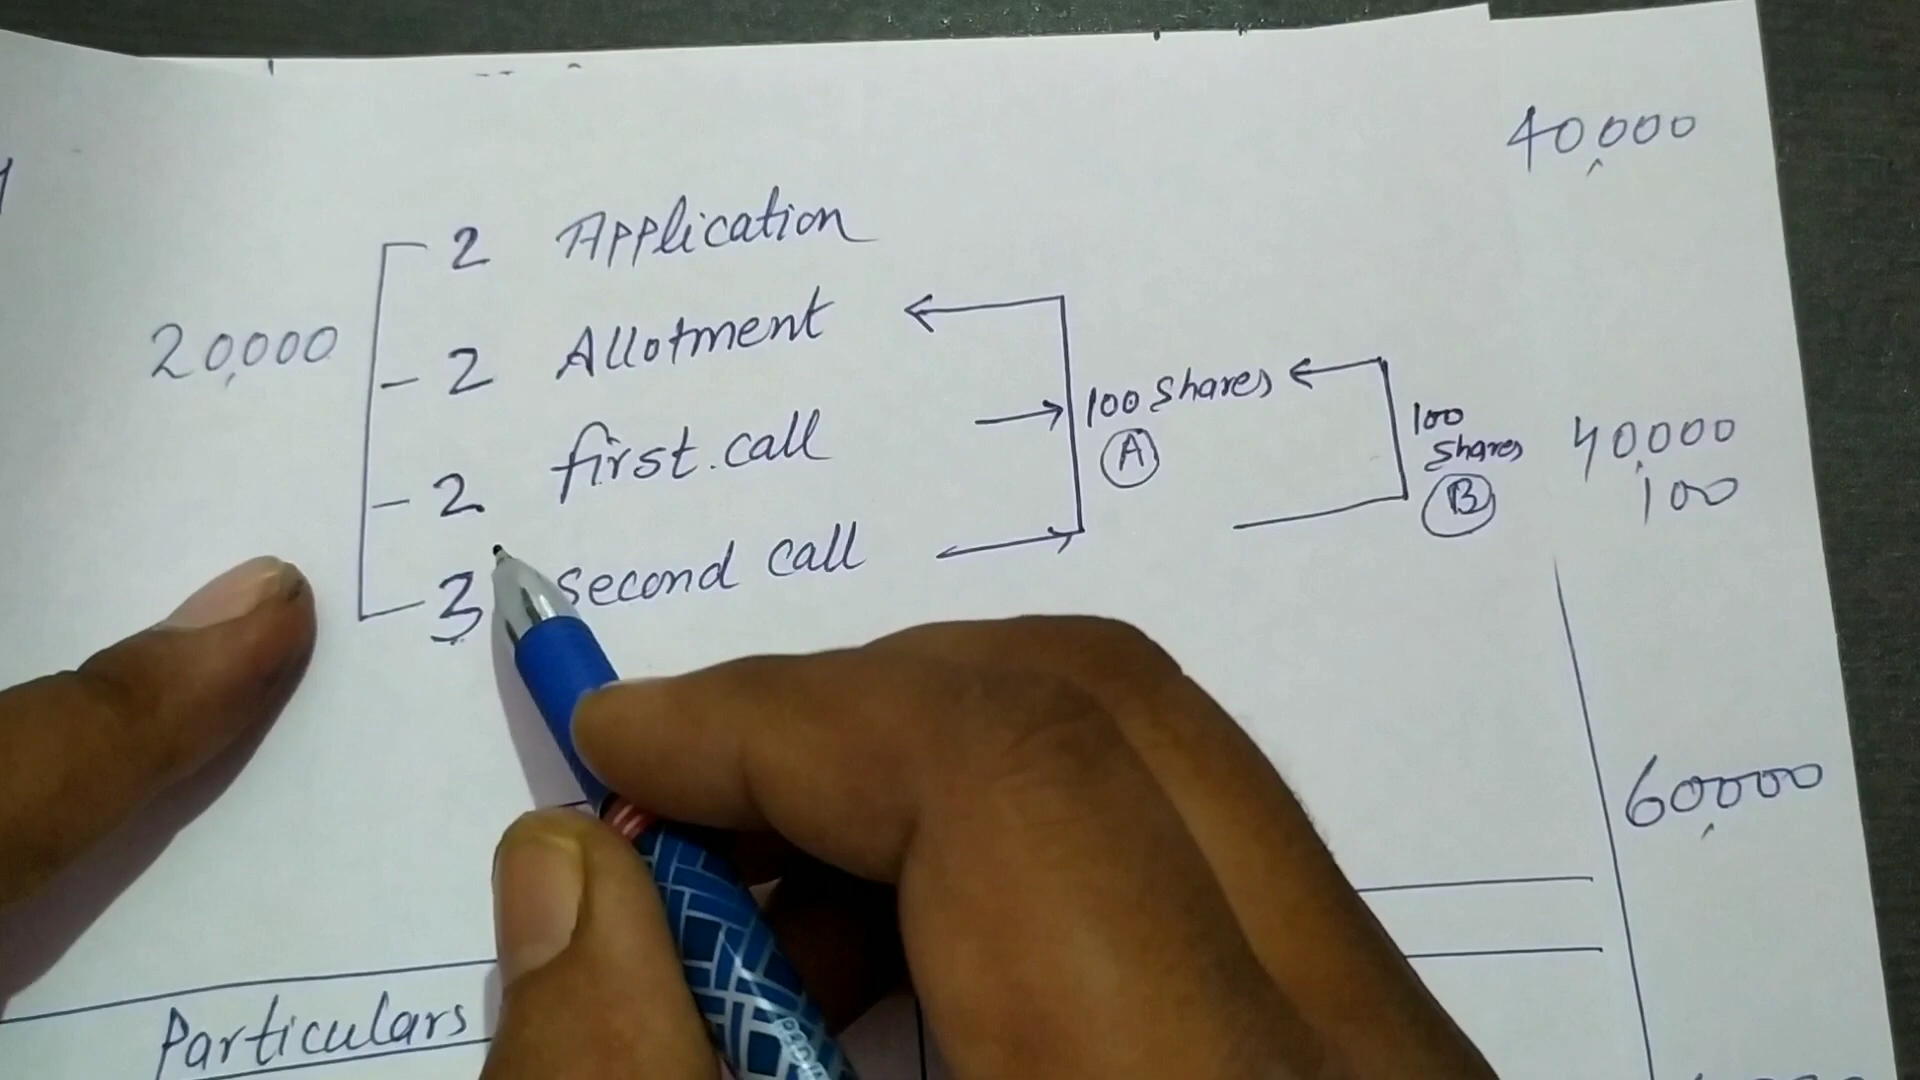 40,000
2 Application
20,000
2 Allotment
100 shares
A
100
shares
B
40,000
100
2 first call
3 second call
60,000
Particulars